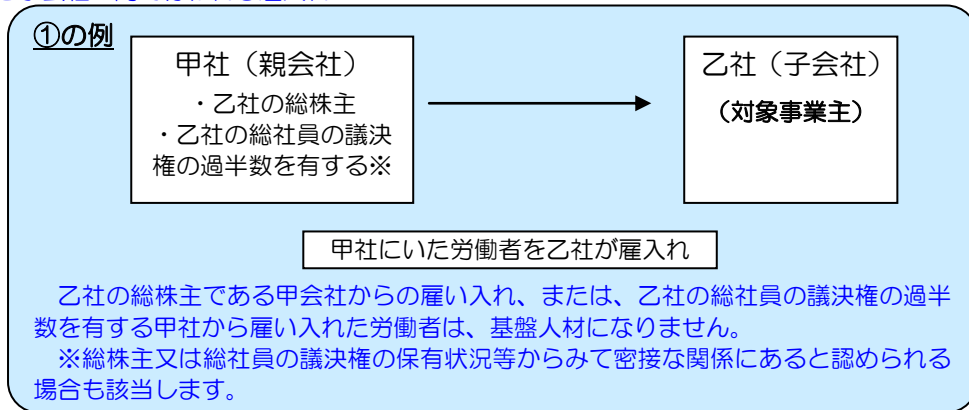 ①の例
甲社（親会社）
・乙社の総株主
・乙社の総社員の議決
権の過半数を有する※
乙社（子会社）
（対象事業主）
甲社にいた労働者を乙社が雇入れ
乙社の総株主である甲会社からの雇い入れ、または、乙社の総社員の議決権の過半
数を有する甲社から雇い入れた労働者は、基盤人材になりません。
※総株主又は総社員の議決権の保有状況等からみて密接な関係にあると認められる
場合も該当します。